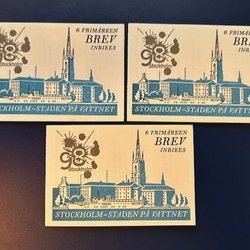 6 FRIMÄRKEN
BREV
INRIKES
98
Stockholm
STOCKHOLM-STADEN PÅ VATTNET
6 FRIMÄRKEN
BREV
INRIKES
98
Stockholm
STOCKHOLM-STADEN PÅ VATTNET
6 FRIMÄRKEN
BREV
INRIKES
98
Stockholm
STOCKHOLM-STADEN PÅ VATTNET